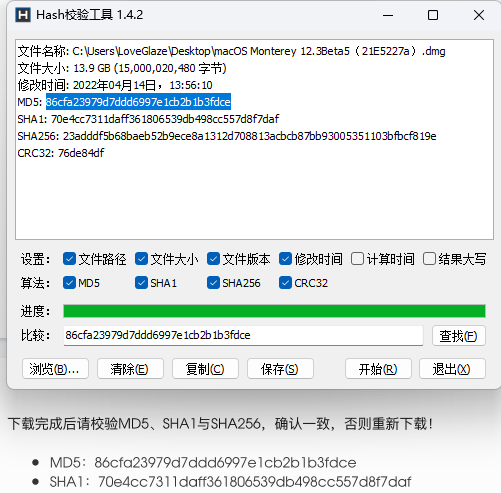 Hash校验工具 1.4.2
文件名称: C:\Users\LoveGlaze\Desktop\macOS Monterey 12.3Beta5（21E5227a）.dmg
文件大小: 13.9 GB (15,000,020,480 字节)
修改时间: 2022年04月14日，13:56:10
MD5: 86cfa23979d7ddd6997e1cb2b1b3fdce
SHA1: 70e4cc7311daff361806539db498cc557d8f7daf
SHA256: 23adddf5b68baeb52b9ece8a1312d708813acbcb87bb93005351103bfbcf819e
CRC32: 76de84df
设置: 文件路径 文件大小 文件版本 修改时间 计算时间 结果大写
算法: MD5 SHA1 SHA256 CRC32
进度:
比较: 86cfa23979d7ddd6997e1cb2b1b3fdce 查找(F)
浏览(B)... 清除(E) 复制(C) 保存(S) 开始(R) 退出(X)
下载完成后请校验MD5、SHA1与SHA256，确认一致，否则重新下载！
• MD5：86cfa23979d7ddd6997e1cb2b1b3fdce
• SHA1：70e4cc7311daff361806539db498cc557d8f7daf